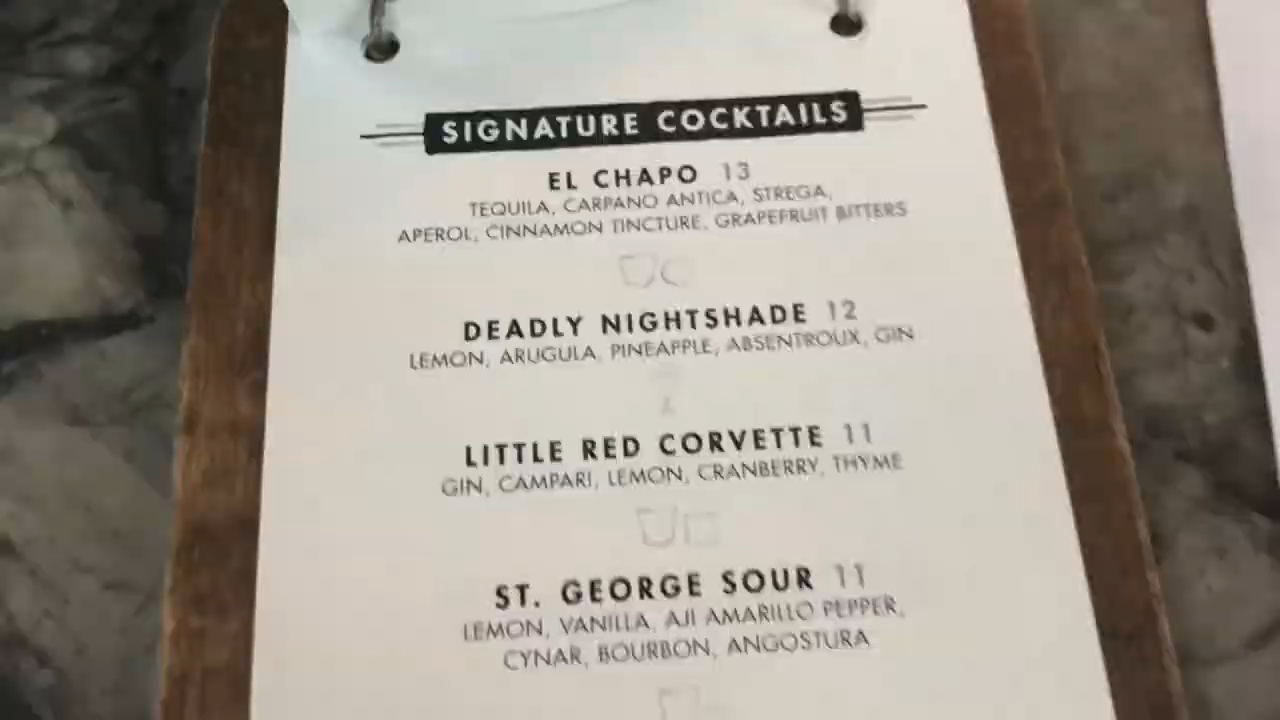 SIGNATURE COCKTAILS
EL CHAPO 13
TEQUILA, CARPANO ANTICA, STREGA,
APEROL, CINNAMON TINCTURE, GRAPEFRUIT BITTERS
DEADLY NIGHTSHADE 12
LEMON, ARUGULA, PINEAPPLE, ABSENTROUX, GIN
LITTLE RED CORVETTE 11
GIN, CAMPARI, LEMON, CRANBERRY, THYME
ST. GEORGE SOUR 11
LEMON, VANILLA, AJI AMARILLO PEPPER,
CYNAR, BOURBON, ANGOSTURA